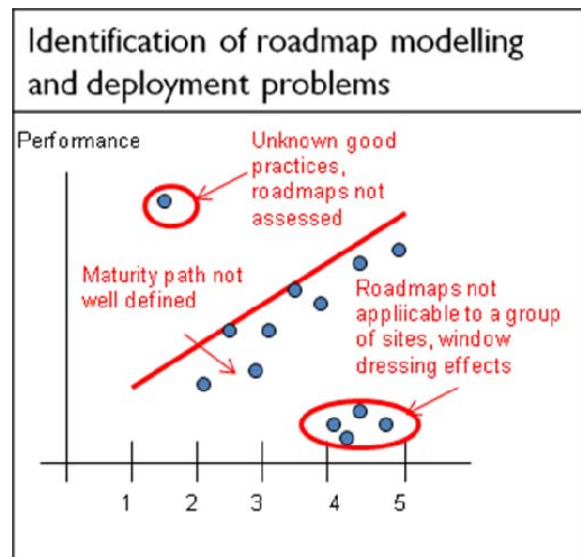 Identification of roadmap modelling
and deployment problems
Performance
Unknown good
practices,
roadmaps not
assessed
Maturity path not
well defined
Roadmaps not
appliicable to a group
of sites, window
dressing effects
1 2 3 4 5